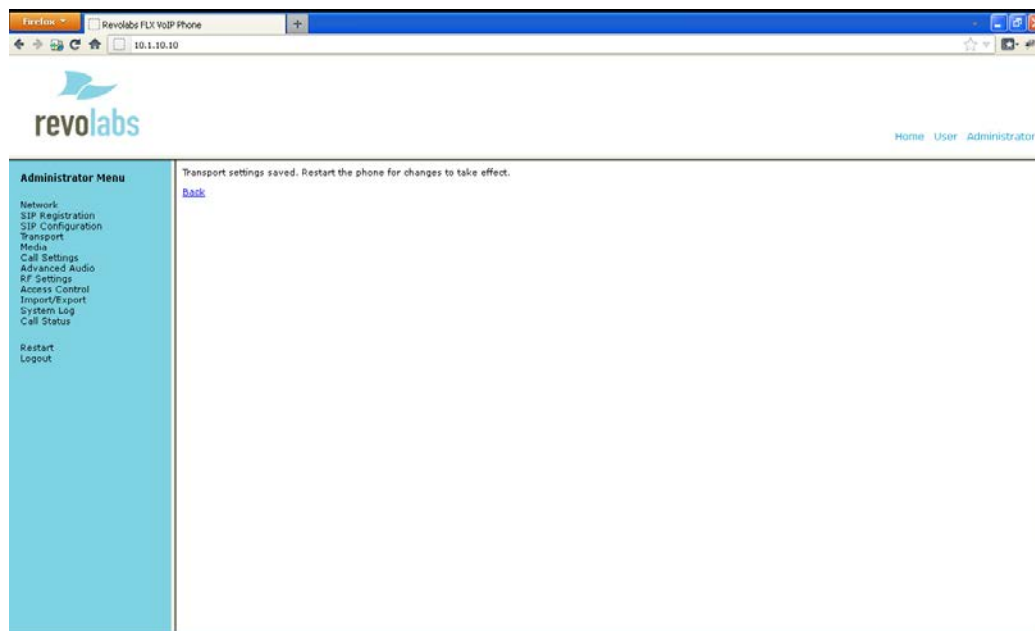 Firefox
Revolabs FLX VoIP Phone
+
10.1.10.10
revolabs
Home User Administrator
Administrator Menu
Network
SIP Registration
SIP Configuration
Transport
Media
Call Settings
Advanced Audio
RF Settings
Access Control
Import/Export
System Log
Call Status
Restart
Logout
Transport settings saved. Restart the phone for changes to take effect.
Back